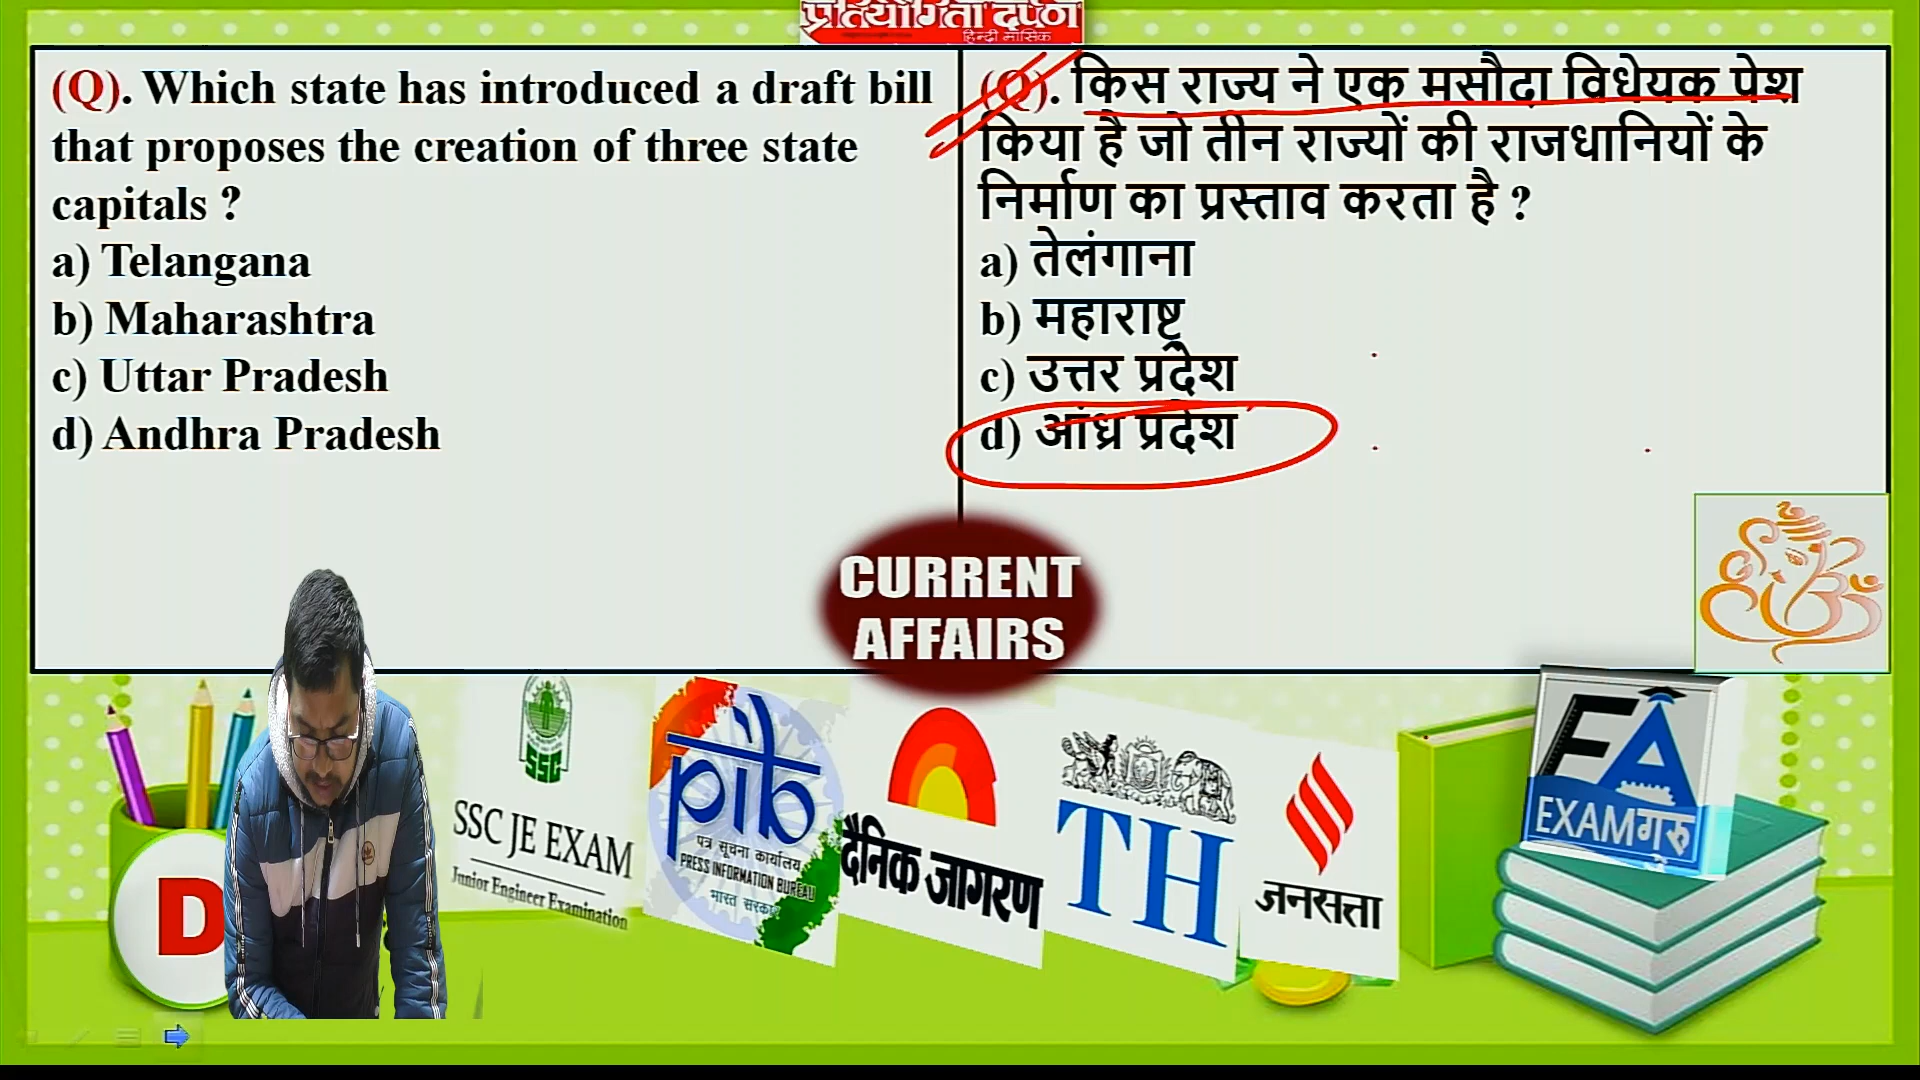 प्रतियोगिता दर्पण
हिन्दी मासिक
(Q). Which state has introduced a draft bill
that proposes the creation of three state
capitals ?
a) Telangana
b) Maharashtra
c) Uttar Pradesh
d) Andhra Pradesh
(Q). किस राज्य ने एक मसौदा विधेयक पेश
किया है जो तीन राज्यों की राजधानियों के
निर्माण का प्रस्ताव करता है ?
a) तेलंगाना
b) महाराष्ट्र
c) उत्तर प्रदेश
d) आंध्र प्रदेश
CURRENT
AFFAIRS
D
SSC
SSC JE EXAM
Junior Engineer Examination
pib
पत्र सूचना कार्यालय
PRESS INFORMATION BUREAU
भारत सरकार
दैनिक जागरण
TH
जनसत्ता
FA
EXAMगुरु